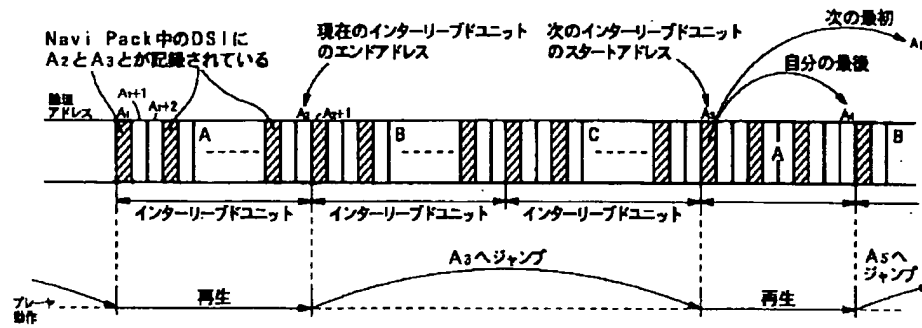 Navi Pack中のDSIに
A2とA3とが記録されている
現在のインターリーブドユニット
のエンドアドレス
次のインターリーブドユニット
のスタートアドレス
次の最初
A5
自分の最後
論理
アドレス
A1
A1+1
A1+2
A2
A2+1
A3
A4
A
B
C
A
B
インターリーブドユニット
インターリーブドユニット
インターリーブドユニット
A3へジャンプ
A5へ
ジャンプ
プレーヤ
動作
再生
再生